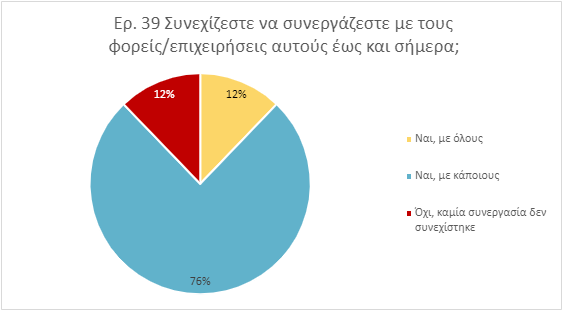 Ερ. 39 Συνεχίζεστε να συνεργάζεστε με τους
φορείς/επιχειρήσεις αυτούς έως και σήμερα;
12%
12%
Ναι, με όλους
Ναι, με κάποιους
Όχι, καμία συνεργασία δεν
συνεχίστηκε
76%